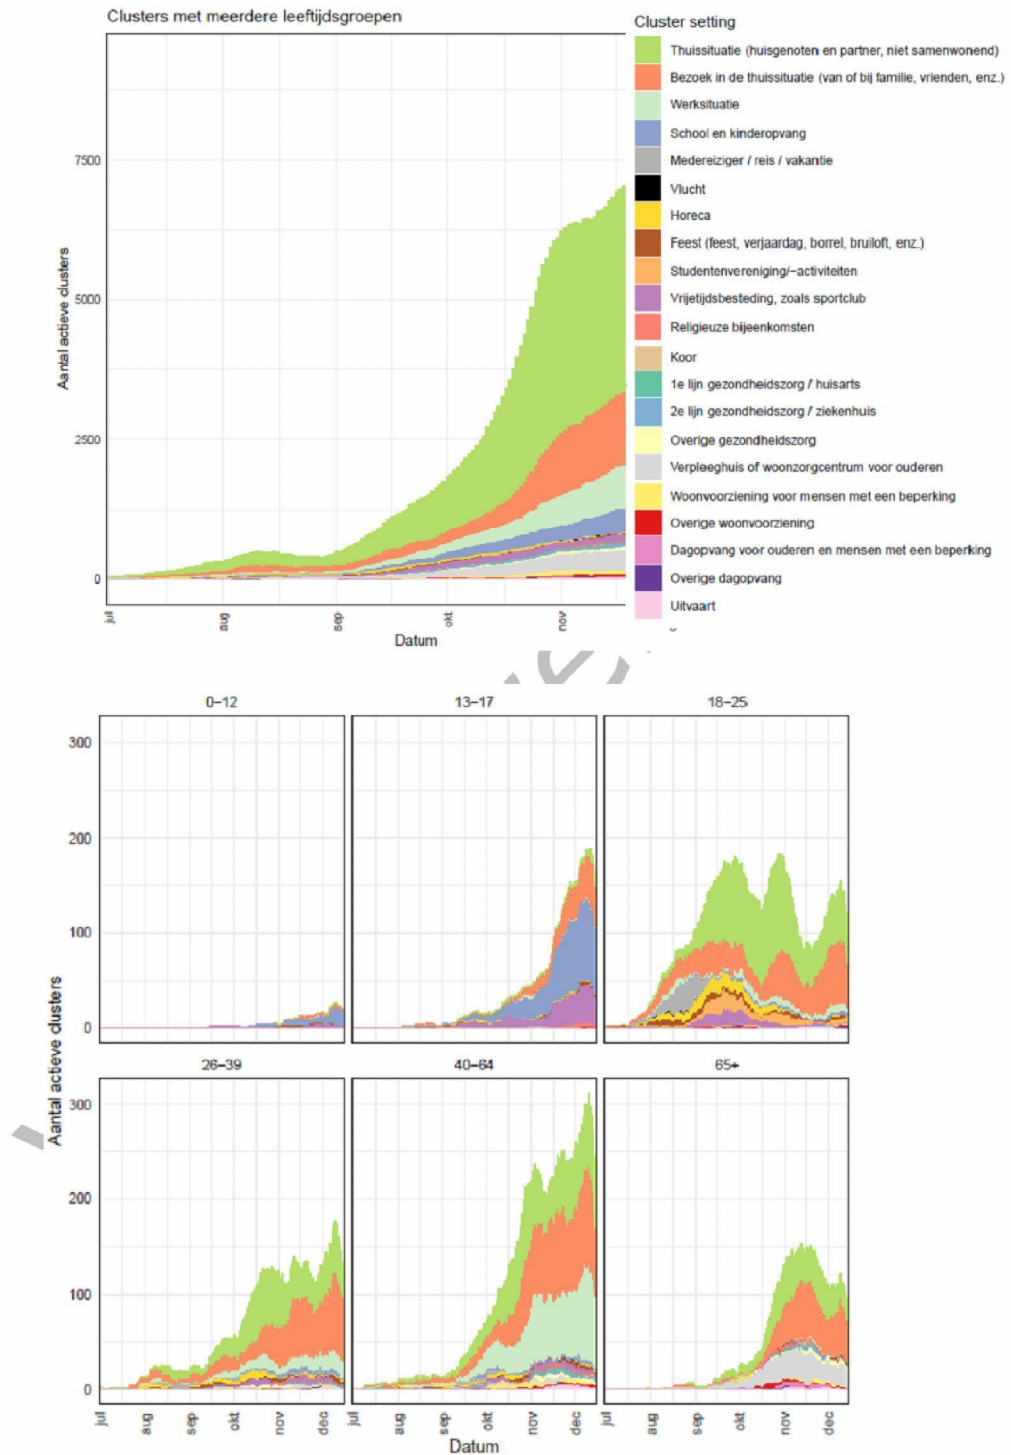 Clusters met meerdere leeftijdsgroepen
Aantal actieve clusters
7500
5000
2500
0
jul
aug
sep
okt
nov
Datum
Cluster setting
Thuissituatie (huisgenoten en partner, niet samenwonend)
Bezoek in de thuissituatie (van of bij familie, vrienden, enz.)
Werksituatie
School en kinderopvang
Medereiziger / reis / vakantie
Vlucht
Horeca
Feest (feest, verjaardag, borrel, bruiloft, enz.)
Studentenvereniging/-activiteiten
Vrijetijdsbesteding, zoals sportclub
Religieuze bijeenkomsten
Koor
1e lijn gezondheidszorg / huisarts
2e lijn gezondheidszorg / ziekenhuis
Overige gezondheidszorg
Verpleeghuis of woonzorgcentrum voor ouderen
Woonvoorziening voor mensen met een beperking
Overige woonvoorziening
Dagopvang voor ouderen en mensen met een beperking
Overige dagopvang
Uitvaart
Aantal actieve clusters
0-12
13-17
18-25
300
200
100
0
26-39
40-64
65+
300
200
100
0
jul
aug
sep
okt
nov
dec
jul
aug
sep
okt
nov
dec
jul
aug
sep
okt
nov
dec
Datum